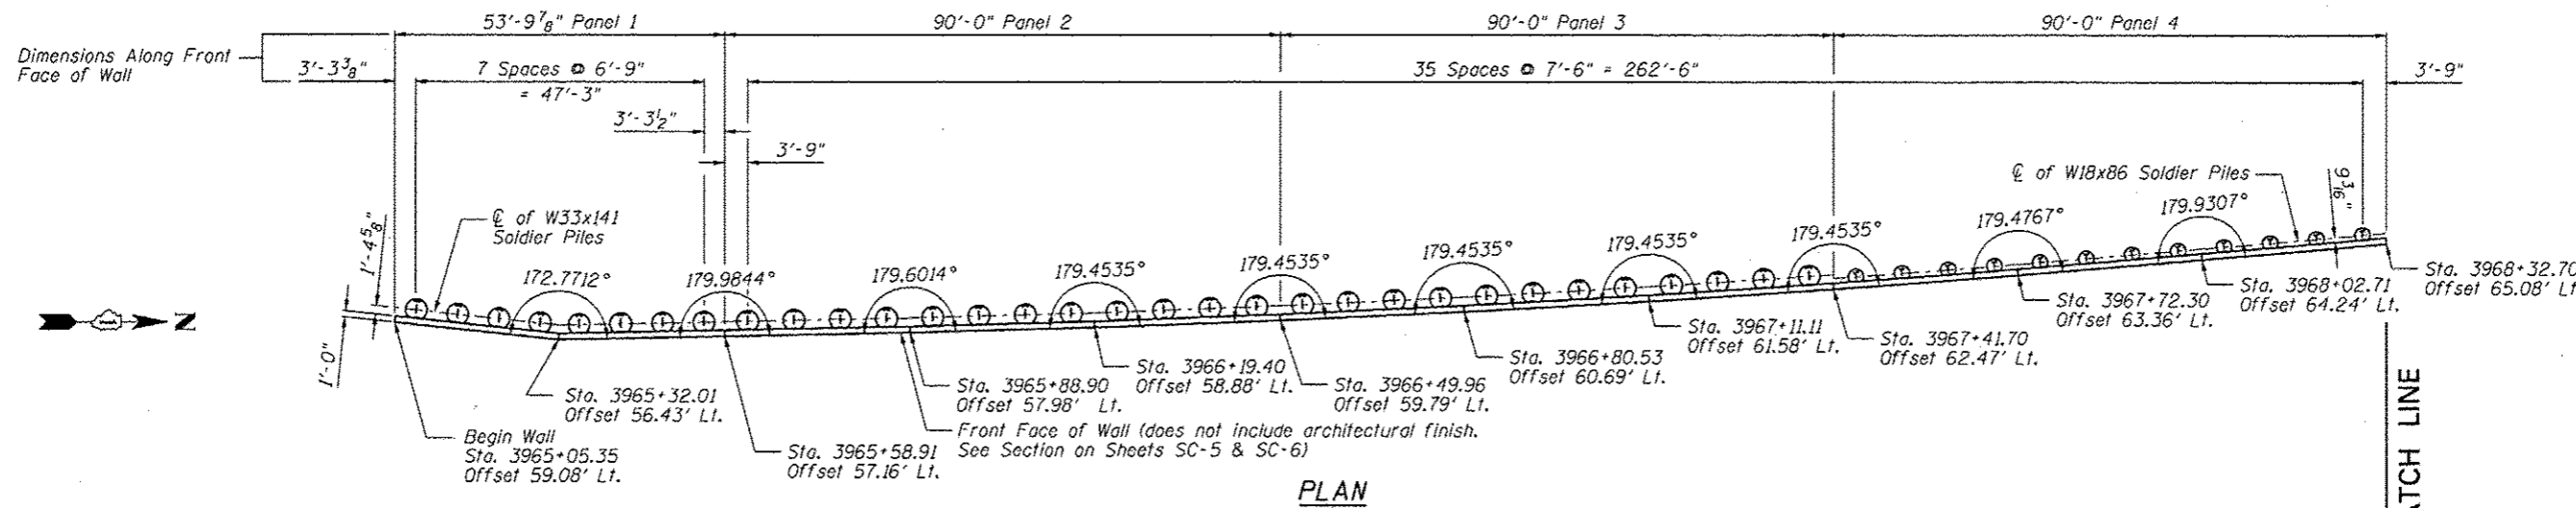 53'-9 7/8" Panel 1
90'-0" Panel 2
90'-0" Panel 3
90'-0" Panel 4
Dimensions Along Front
Face of Wall
3'-3 3/8"
7 Spaces @ 6'-9"
= 47'-3"
35 Spaces @ 7'-6" = 262'-6"
3'-9"
3'-3 1/2"
3'-9"
℄ of W33x141
Soldier Piles
℄ of W18x86 Soldier Piles
9 3/16"
1'-4 5/8"
1'-0"
172.7712°
179.9844°
179.6014°
179.4535°
179.4535°
179.4535°
179.4535°
179.4535°
179.4767°
179.9307°
N
Begin Wall
Sta. 3965+05.35
Offset 59.08' Lt.
Sta. 3965+32.01
Offset 56.43' Lt.
Sta. 3965+58.91
Offset 57.16' Lt.
Sta. 3965+88.90
Offset 57.98' Lt.
Front Face of Wall (does not include architectural finish.
See Section on Sheets SC-5 & SC-6)
Sta. 3966+19.40
Offset 58.88' Lt.
Sta. 3966+49.96
Offset 59.79' Lt.
Sta. 3966+80.53
Offset 60.69' Lt.
Sta. 3967+11.11
Offset 61.58' Lt.
Sta. 3967+41.70
Offset 62.47' Lt.
Sta. 3967+72.30
Offset 63.36' Lt.
Sta. 3968+02.71
Offset 64.24' Lt.
Sta. 3968+32.70
Offset 65.08' Lt
ATCH LINE
PLAN